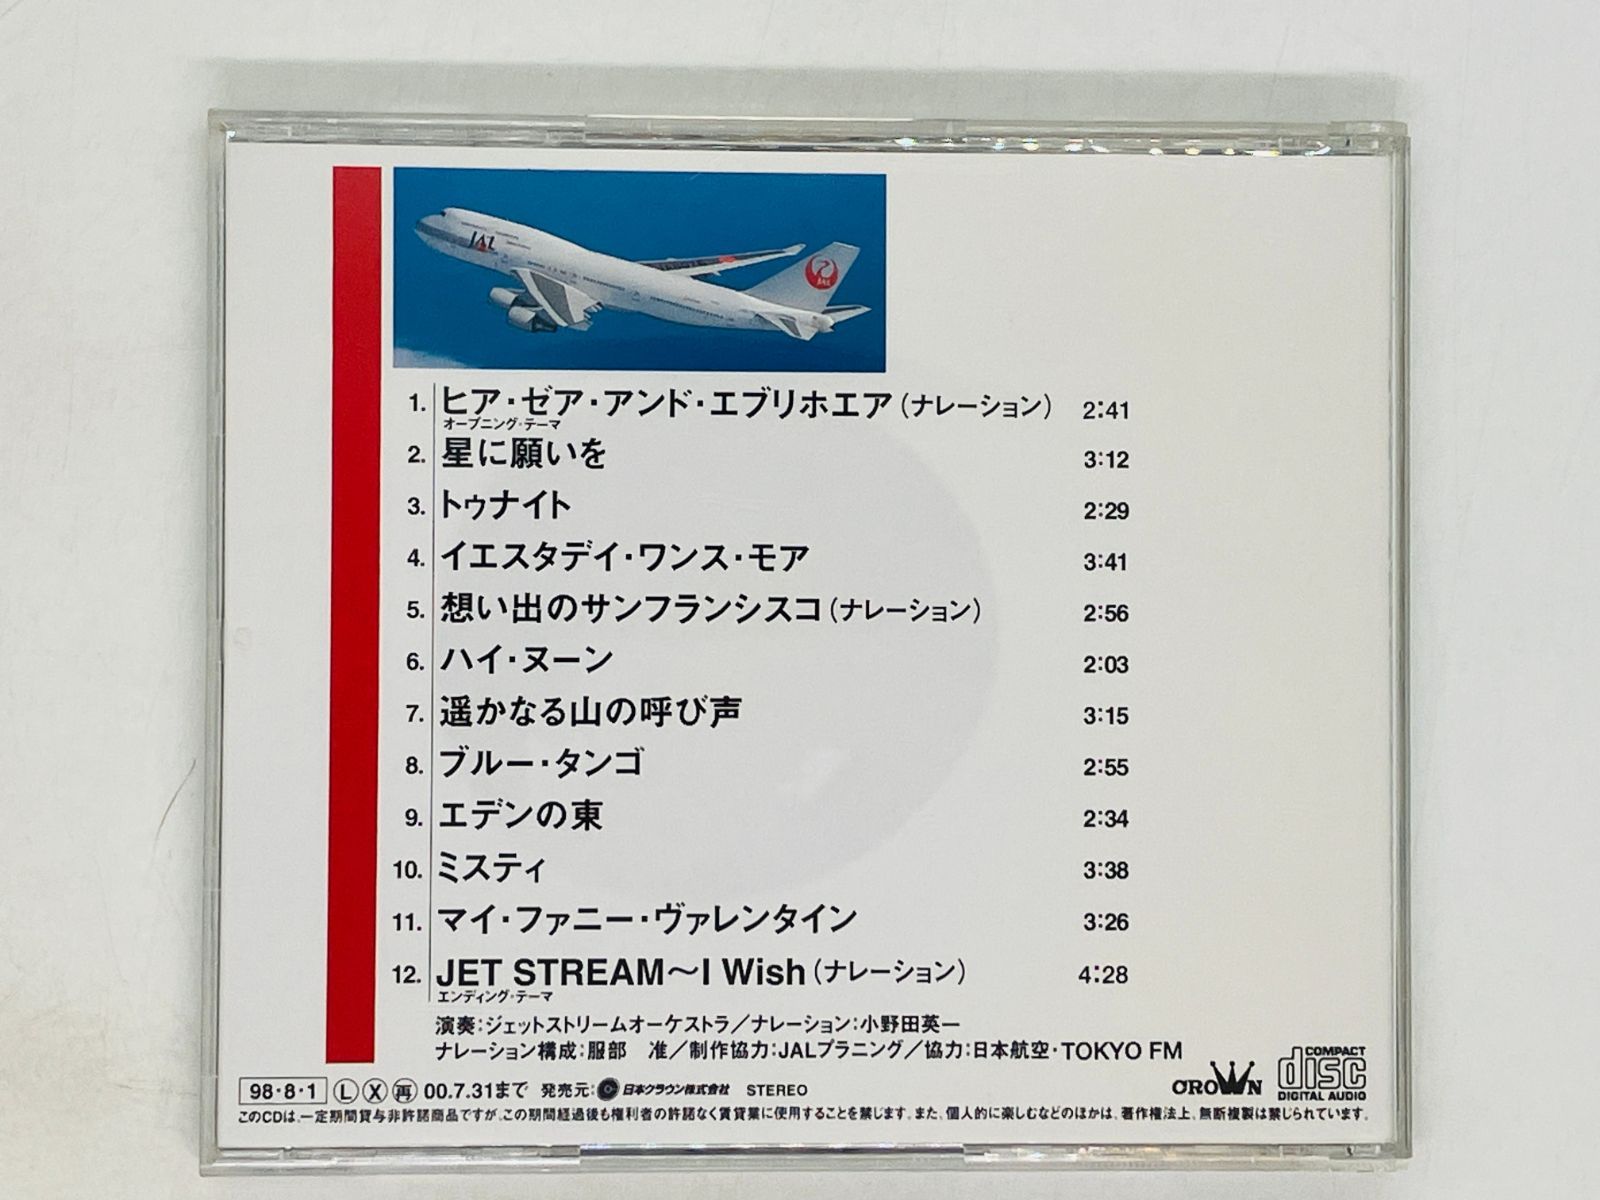 JAL
JAL
1. ヒア・ゼア・アンド・エブリホエア(ナレーション) 2:41
オープニング・テーマ
2. 星に願いを 3:12
3. トゥナイト 2:29
4. イエスタデイ・ワンス・モア 3:41
5. 想い出のサンフランシスコ(ナレーション) 2:56
6. ハイ・ヌーン 2:03
7. 遥かなる山の呼び声 3:15
8. ブルー・タンゴ 2:55
9. エデンの東 2:34
10. ミスティ 3:38
11. マイ・ファニー・ヴァレンタイン 3:26
12. JET STREAM〜I Wish(ナレーション) 4:28
エンディング・テーマ
演奏:ジェットストリームオーケストラ/ナレーション:小野田英一
ナレーション構成:服部 准/制作協力:JALプラニング/協力:日本航空・TOKYO FM
98・8・1 Ⓛ Ⓧ 再 00.7.31まで 発売元: 日本クラウン株式会社 STEREO
CROWN
COMPACT disc DIGITAL AUDIO
このCDは、一定期間貸与非許諾商品ですが、この期間経過後も権利者の許諾なく賃貸業に使用することを禁じます。また、個人的に楽しむなどのほかは、著作権法上、無断複製は禁じられています。